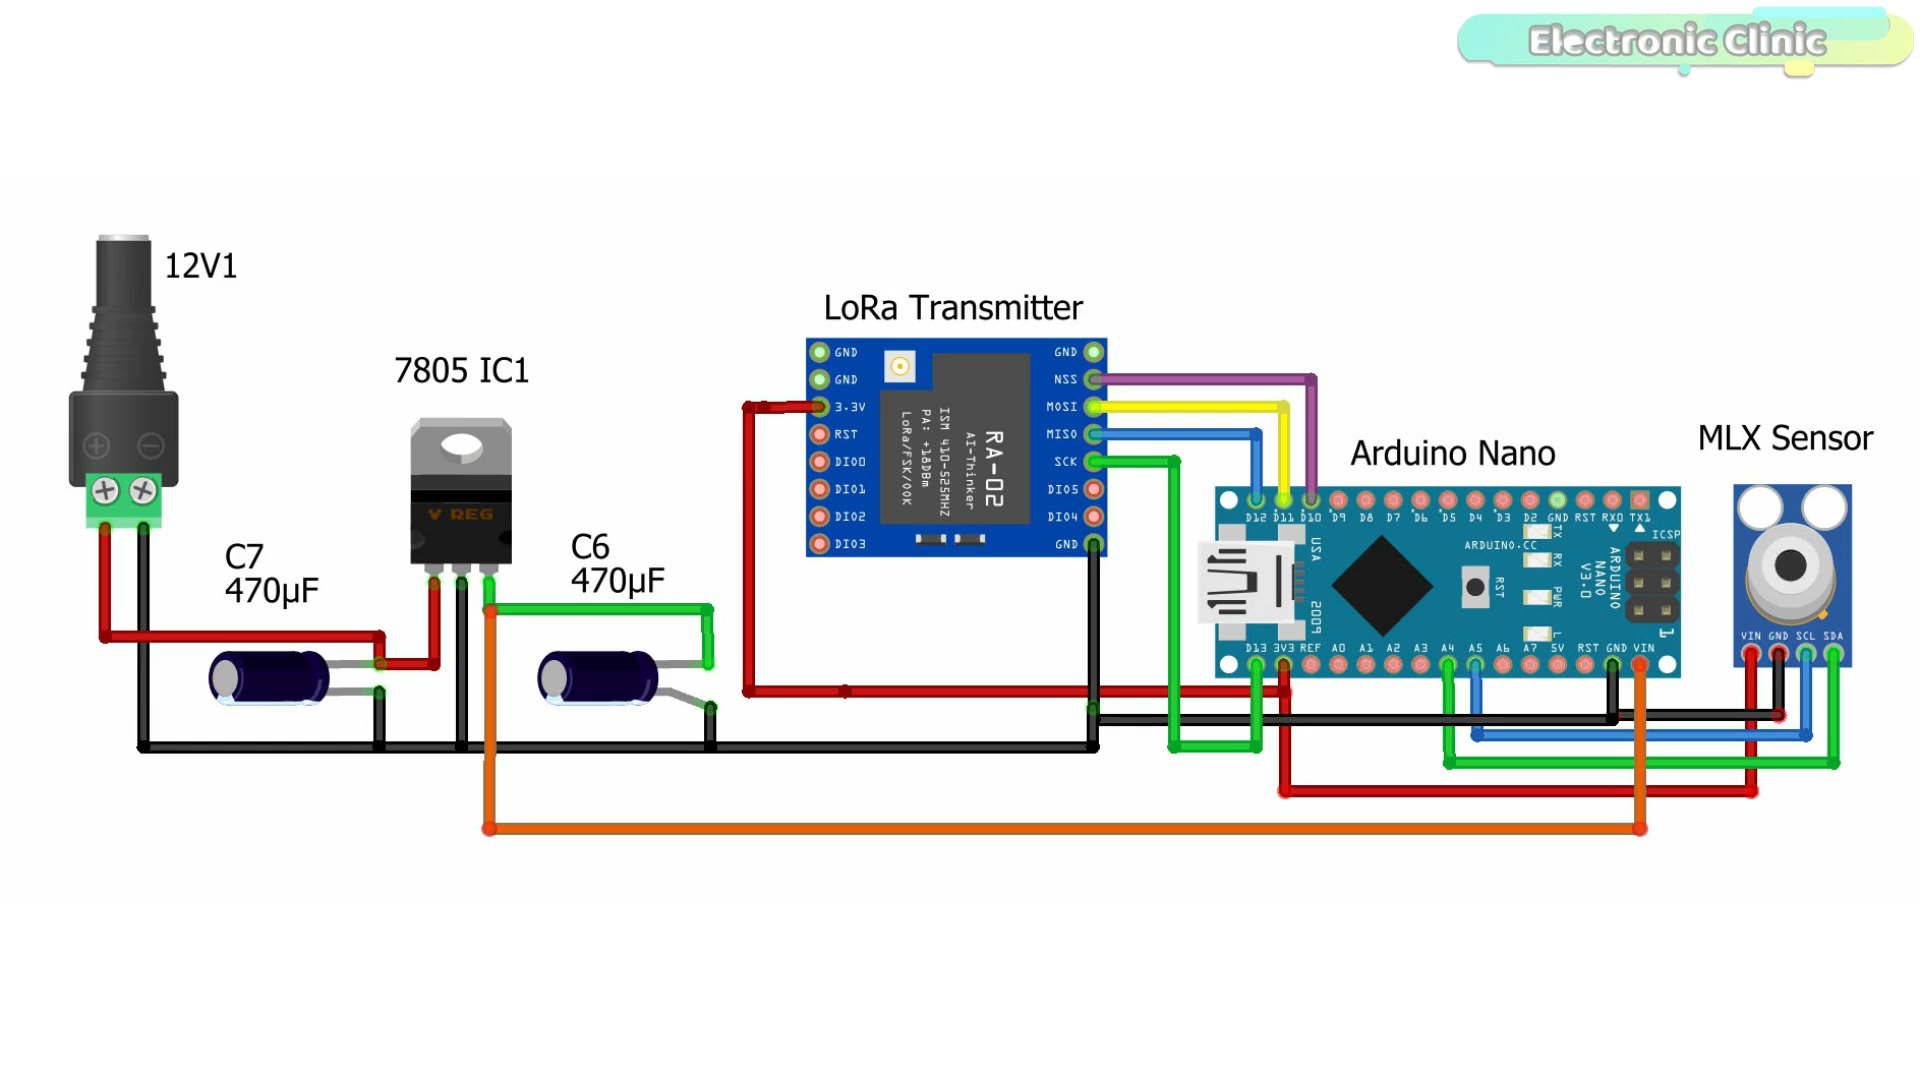 Electronic Clinic
12V1
7805 IC1
V REG
C7
470μF
C6
470μF
LoRa Transmitter
GND
GND
3.3V
RST
DIO0
DIO1
DIO2
DIO3
GND
NSS
MOSI
MISO
SCK
DIO5
DIO4
GND
RA-02
AI-Thinker
ISM 410-525MHZ
PA: +18DBm
LoRa/FSK/OOK
Arduino Nano
D12 D11 D10 D9 D8 D7 D6 D5 D4 D3 D2 GND RST RX0 TX1
ICSP
1
USA
2009
ARDUINO.CC
RST
TX
RX
PWR
L
ARDUINO
NANO
V3.0
D13 3V3 REF A0 A1 A2 A3 A4 A5 A6 A7 5V RST GND VIN
MLX Sensor
VIN GND SCL SDA